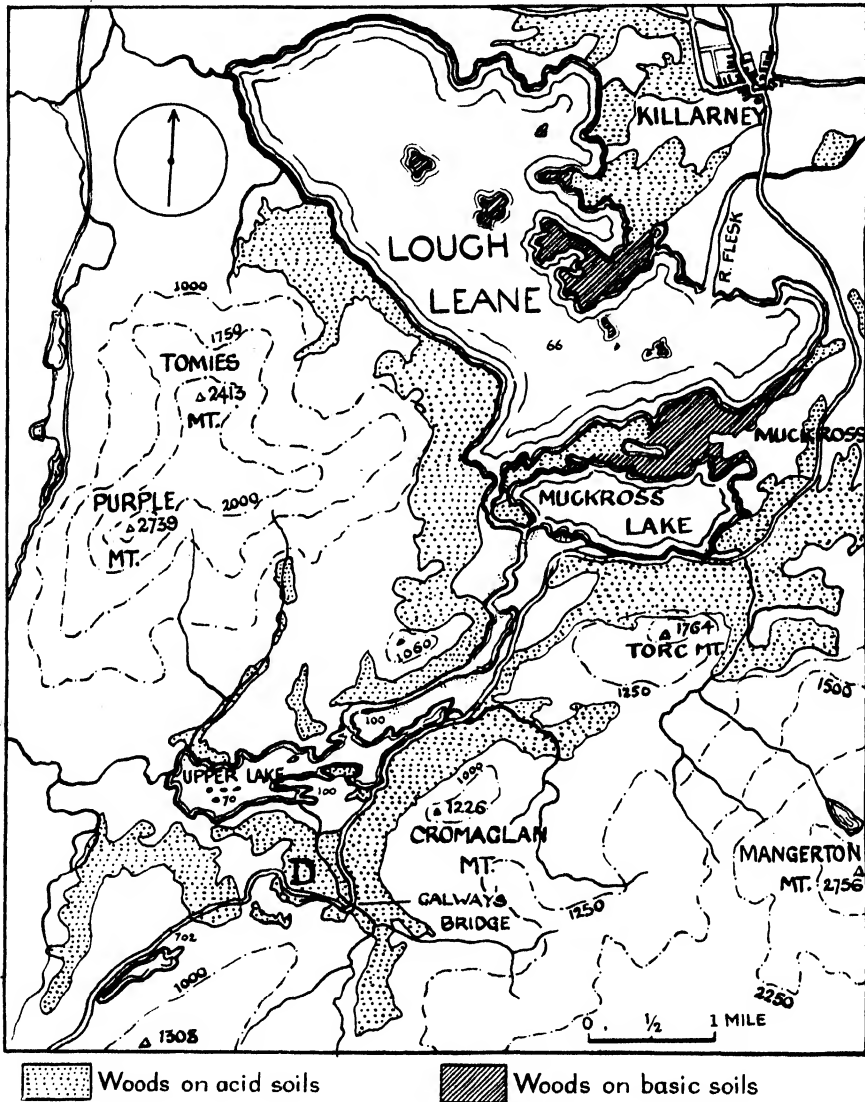 KILLARNEY
R. FLESK
LOUGH
LEANE
1000
1750
TOMIES
2413
MT.
66
MUCKROSS
PURPLE
2739
MT.
2000
MUCKROSS
LAKE
1060
1764
TORC MT.
1250
1500
100
UPPER LAKE
70
100
1000
1226
CROMAGLAN
MT.
D
GALWAYS
BRIDGE
1250
MANGERTON
MT. 2756
702
1000
2250
1308
0 ½ 1 MILE
Woods on acid soils
Woods on basic soils